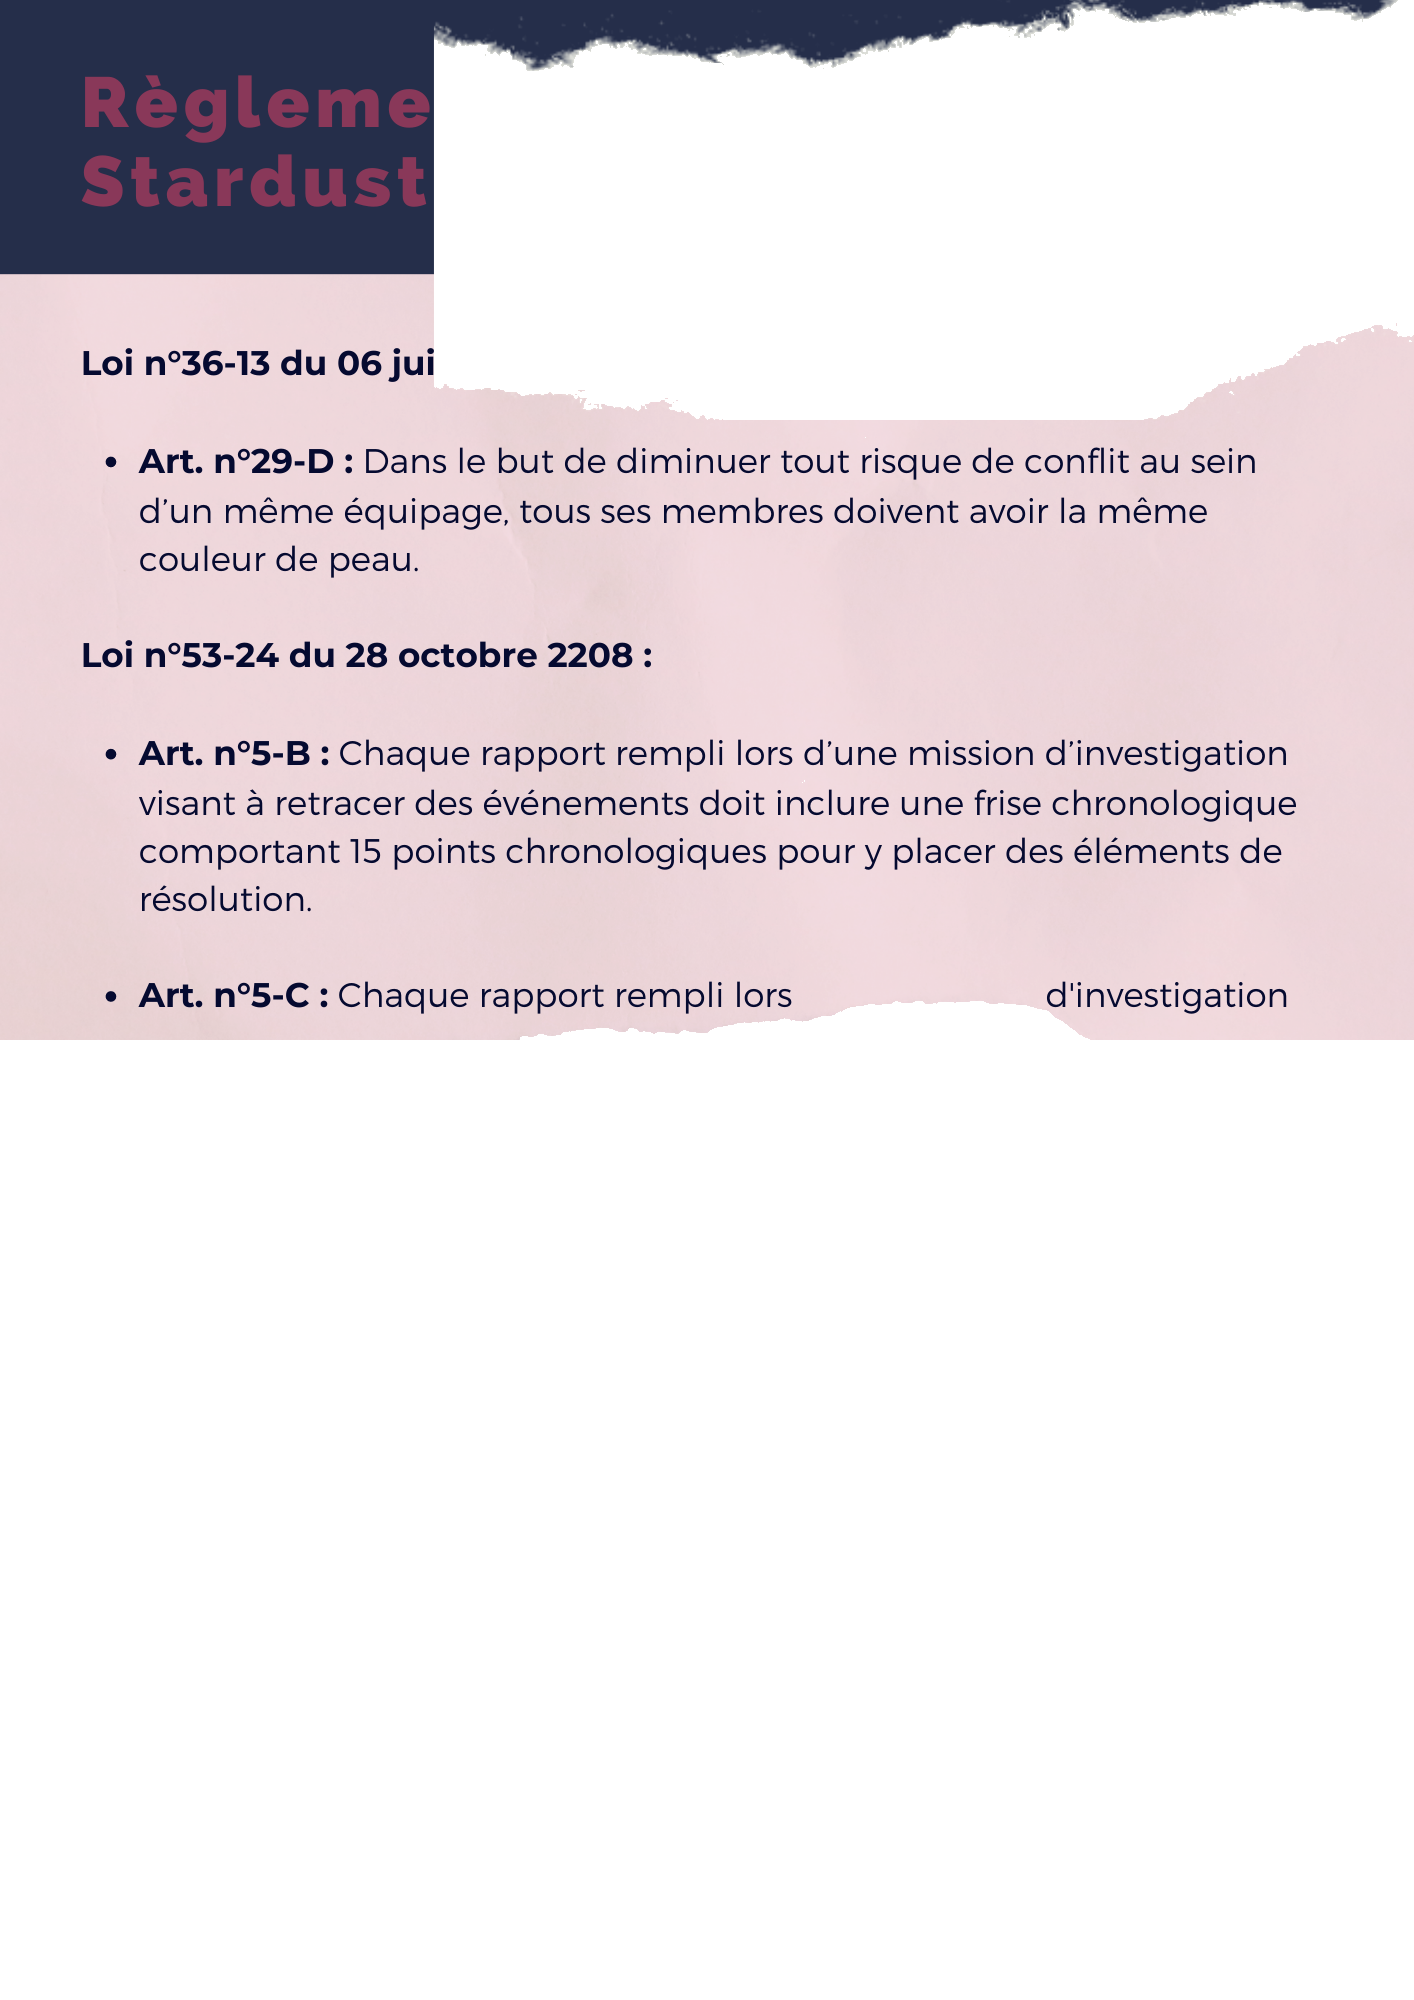 Règleme
Stardust
Loi n°36-13 du 06 jui
• Art. n°29-D : Dans le but de diminuer tout risque de conflit au sein
d’un même équipage, tous ses membres doivent avoir la même
couleur de peau.
Loi n°53-24 du 28 octobre 2208 :
• Art. n°5-B : Chaque rapport rempli lors d’une mission d’investigation
visant à retracer des événements doit inclure une frise chronologique
comportant 15 points chronologiques pour y placer des éléments de
résolution.
• Art. n°5-C : Chaque rapport rempli lors d'investigation